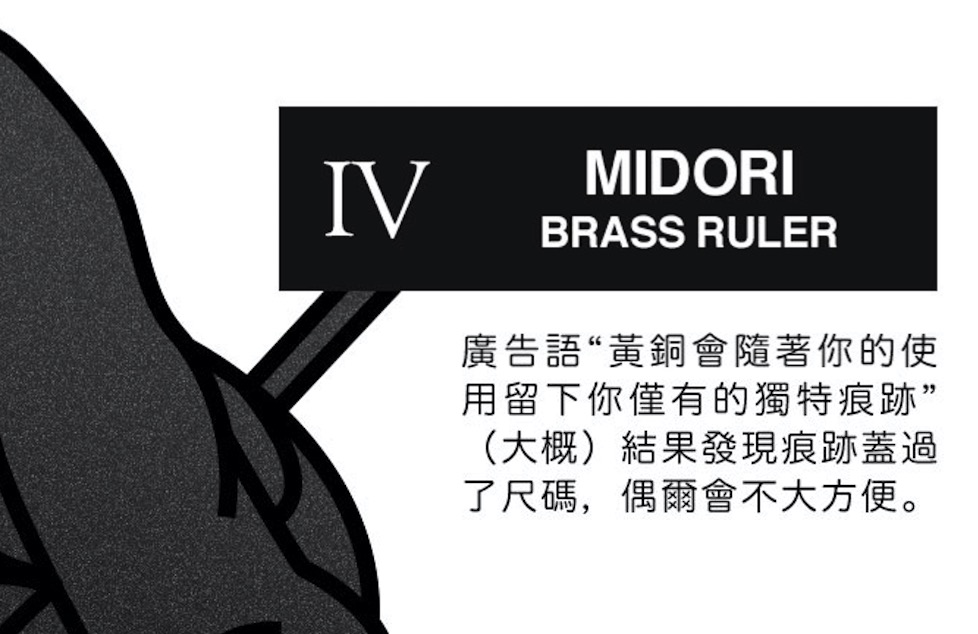 IV
MIDORI
BRASS RULER
廣告語“黃銅會隨著你的使
用留下你僅有的獨特痕跡”
（大概）結果發現痕跡蓋過
了尺碼，偶爾會不大方便。